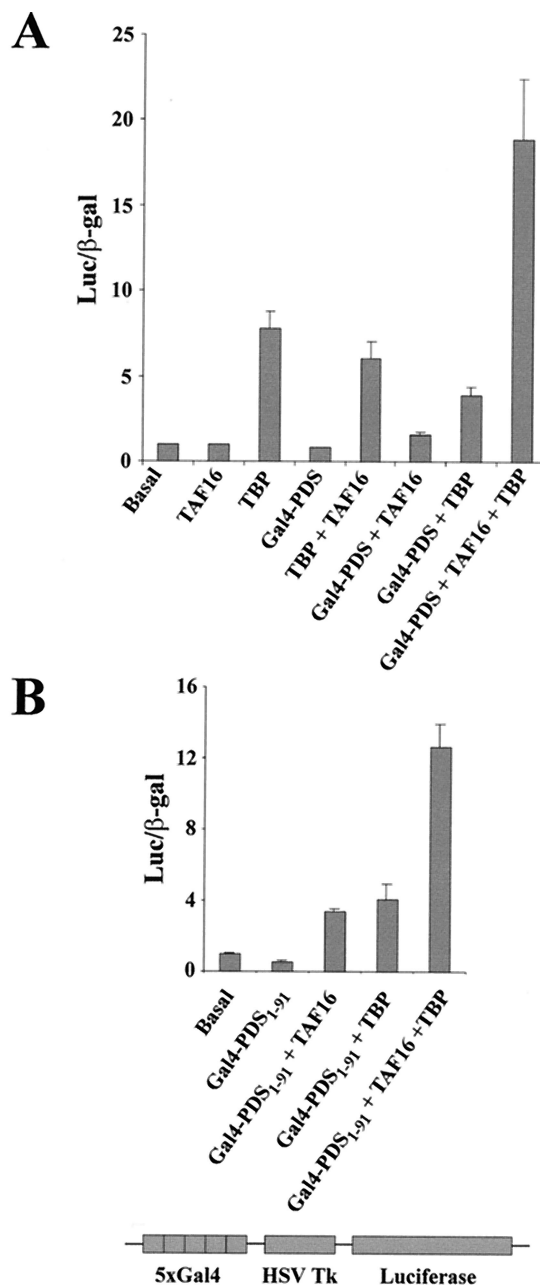 A
25
20
15
10
5
0
Luc/β-gal
Basal
TAF16
TBP
Gal4-PDS
TBP + TAF16
Gal4-PDS + TAF16
Gal4-PDS + TBP
Gal4-PDS + TAF16 + TBP
B
16
12
8
4
0
Luc/β-gal
Basal
Gal4-PDS1-91
Gal4-PDS1-91 + TAF16
Gal4-PDS1-91 + TBP
Gal4-PDS1-91 + TAF16 +TBP
5xGal4 HSV Tk Luciferase